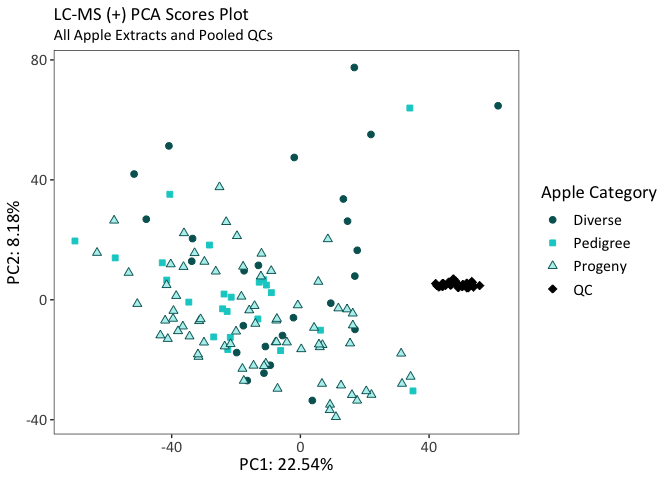 LC-MS (+) PCA Scores Plot
All Apple Extracts and Pooled QCs
80
40
0
-40
PC2: 8.18%
-40
0
40
PC1: 22.54%
Apple Category
Diverse
Pedigree
Progeny
QC